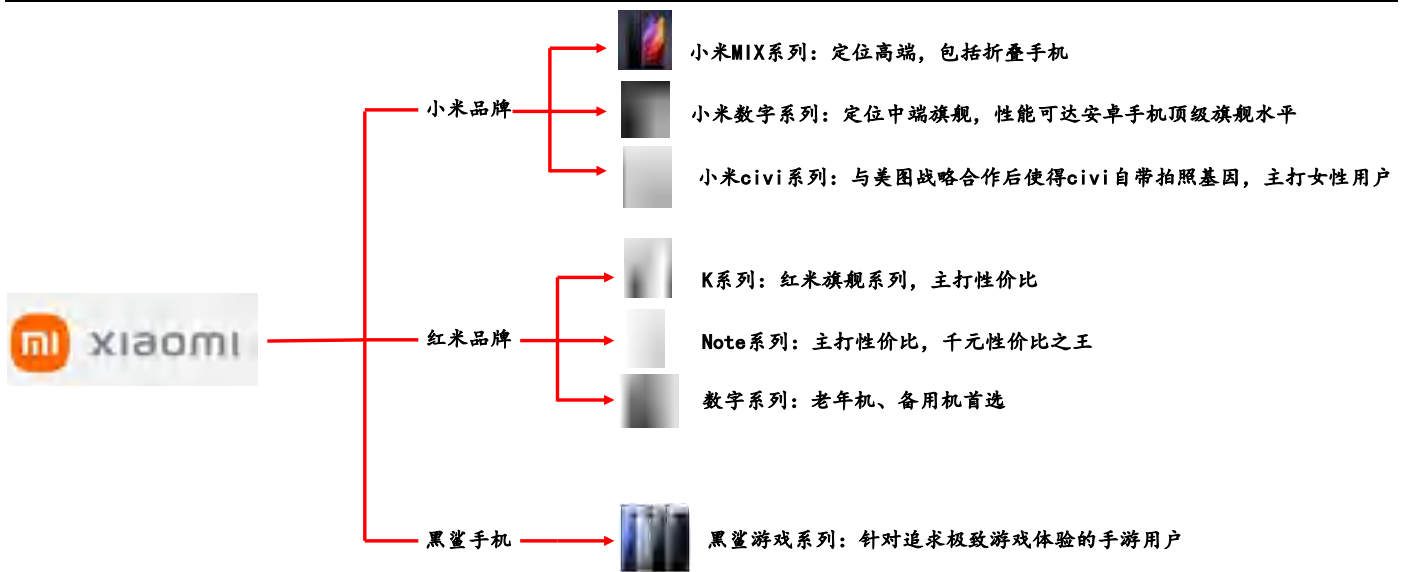 小米品牌
小米MIX系列：定位高端，包括折叠手机
小米数字系列：定位中端旗舰，性能可达安卓手机顶级旗舰水平
小米civi系列：与美图战略合作后使得civi自带拍照基因，主打女性用户
mi xiaomi
红米品牌
K系列：红米旗舰系列，主打性价比
Note系列：主打性价比，千元性价比之王
数字系列：老年机、备用机首选
黑鲨手机
黑鲨游戏系列：针对追求极致游戏体验的手游用户